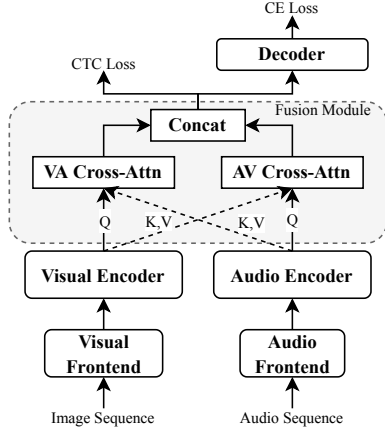 CE Loss
Decoder
CTC Loss
Fusion Module
Concat
VA Cross-Attn
AV Cross-Attn
Q
K,V
K,V
Q
Visual Encoder
Audio Encoder
Visual
Frontend
Audio
Frontend
Image Sequence
Audio Sequence